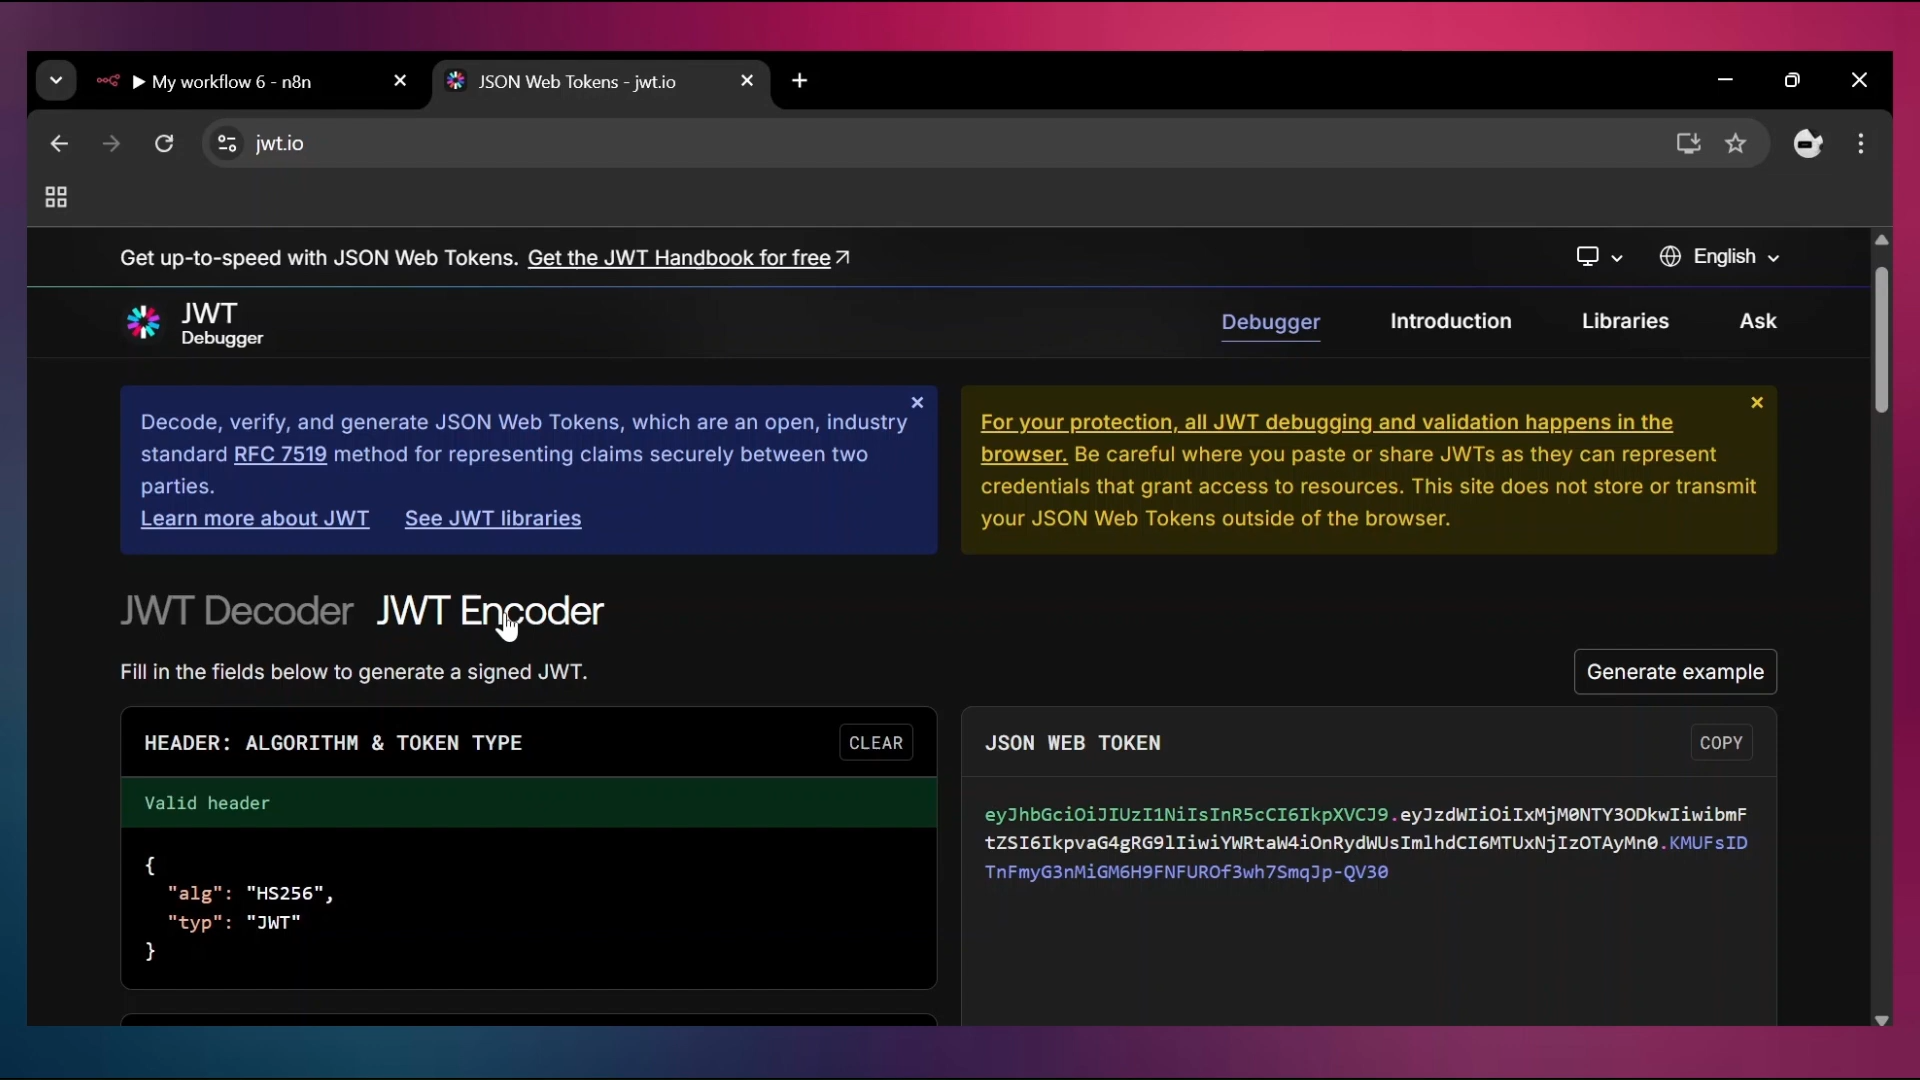 My workflow 6 - n8n
JSON Web Tokens - jwt.io
jwt.io
Get up-to-speed with JSON Web Tokens. Get the JWT Handbook for free
English
JWT
Debugger
Debugger
Introduction
Libraries
Ask
Decode, verify, and generate JSON Web Tokens, which are an open, industry
standard RFC 7519 method for representing claims securely between two
parties.
Learn more about JWT
See JWT libraries
For your protection, all JWT debugging and validation happens in the
browser. Be careful where you paste or share JWTs as they can represent
credentials that grant access to resources. This site does not store or transmit
your JSON Web Tokens outside of the browser.
JWT Decoder
JWT Encoder
Fill in the fields below to generate a signed JWT.
Generate example
HEADER: ALGORITHM & TOKEN TYPE
CLEAR
Valid header
{
"alg": "HS256",
"typ": "JWT"
}
JSON WEB TOKEN
COPY
eyJhbGciOiJIUzI1NiIsInR5cCI6IkpXVCJ9.eyJzdWIiOiIxMjM0NTY3ODkwIiwibmF
tZSI6IkpvaG4gRG9lIiwiYWRtaW4iOnRydWUsImlhdCI6MTUxNjIzOTAyMn0.KMUFsID
TnFmyG3nMiGM6H9FNFUROf3wh7SmqJp-QV30